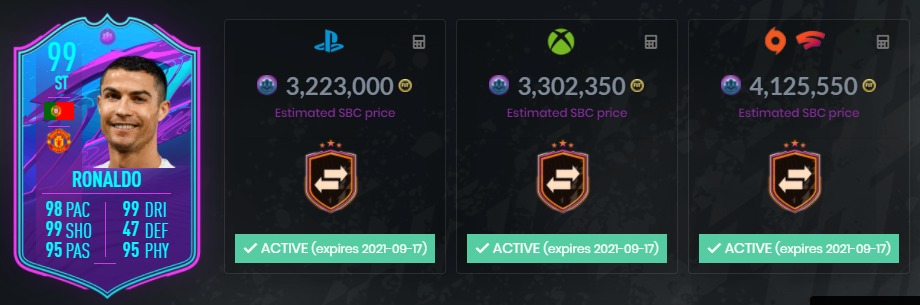 99
ST
RONALDO
98 PAC 99 DRI
99 SHO 47 DEF
95 PAS 95 PHY
3,223,000
Estimated SBC price
ACTIVE (expires 2021-09-17)
3,302,350
Estimated SBC price
ACTIVE (expires 2021-09-17)
4,125,550
Estimated SBC price
ACTIVE (expires 2021-09-17)